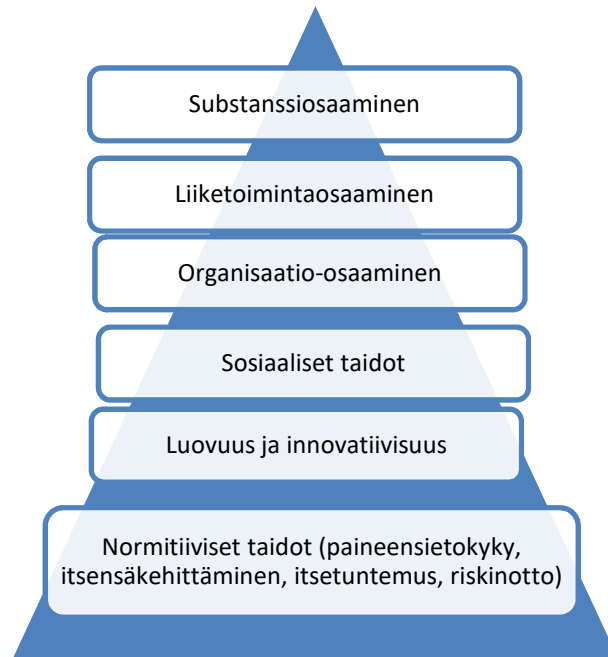 Substanssiosaaminen
Liiketoimintaosaaminen
Organisaatio-osaaminen
Sosiaaliset taidot
Luovuus ja innovatiivisuus
Normitiiviset taidot (paineensietokyky,
itsensäkehittäminen, itsetuntemus, riskinotto)